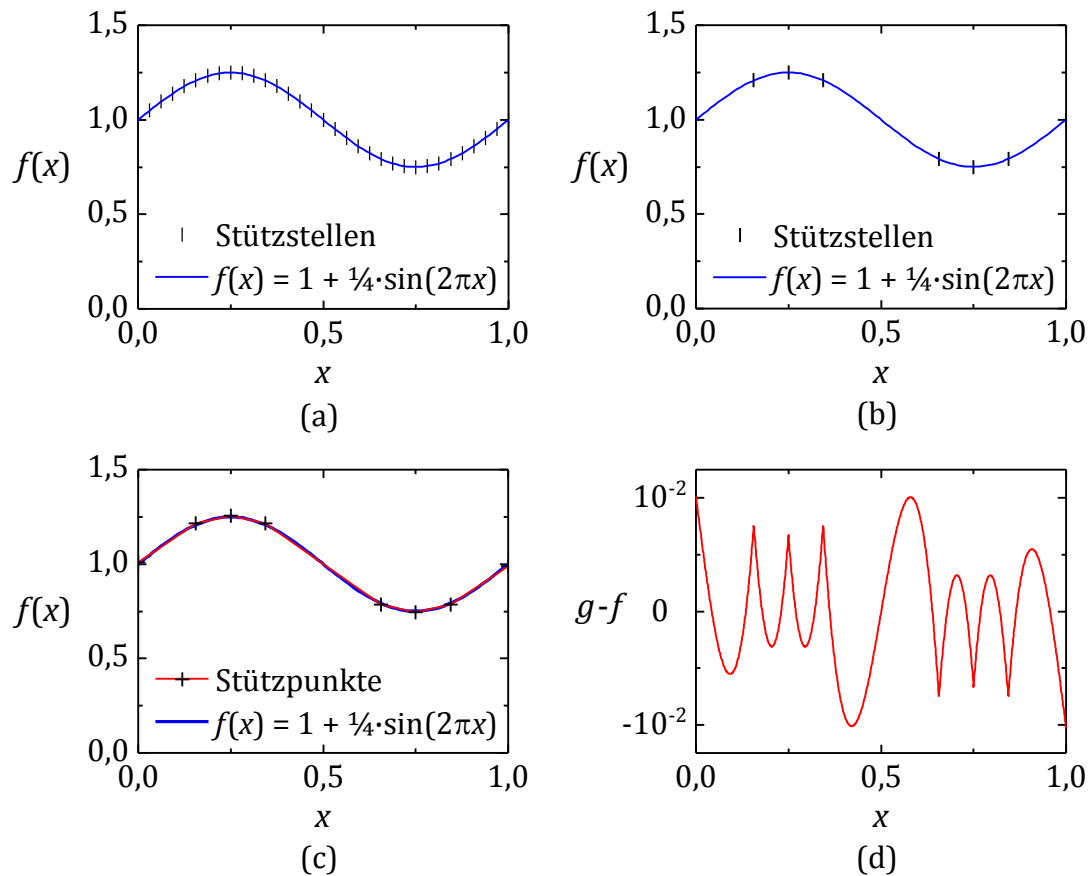 1,5
1,0
f(x)
0,5
Stützstellen
f(x) = 1 + ¼·sin(2πx)
0,0
0,0 0,5 1,0
x
(a)
1,5
1,0
f(x)
0,5
Stützstellen
f(x) = 1 + ¼·sin(2πx)
0,0
0,0 0,5 1,0
x
(b)
1,5
1,0
f(x)
0,5
Stützpunkte
f(x) = 1 + ¼·sin(2πx)
0,0
0,0 0,5 1,0
x
(c)
10⁻²
g-f 0
-10⁻²
0,0 0,5 1,0
x
(d)